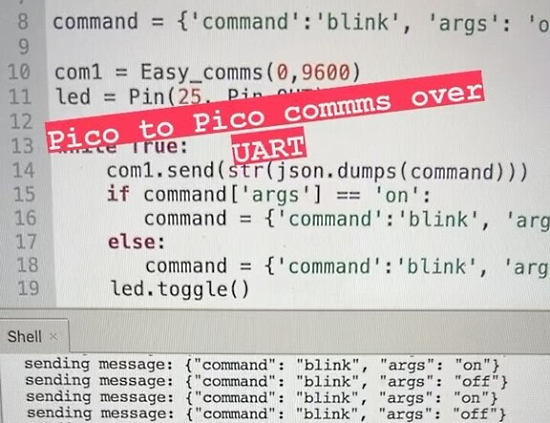 8 command = {'command':'blink', 'args': 'o
9
10 com1 = Easy_comms(0,9600)
11 led = Pin(25, Pin
12
Pico to Pico commms over
UART
13 True:
14 com1.send(str(json.dumps(command)))
15 if command['args'] == 'on':
16 command = {'command':'blink', 'arg
17 else:
18 command = {'command':'blink', 'arg
19 led.toggle()
Shell ×
sending message: {"command": "blink", "args": "on"}
sending message: {"command": "blink", "args": "off"}
sending message: {"command": "blink", "args": "on"}
sending message: {"command": "blink", "args": "off"}